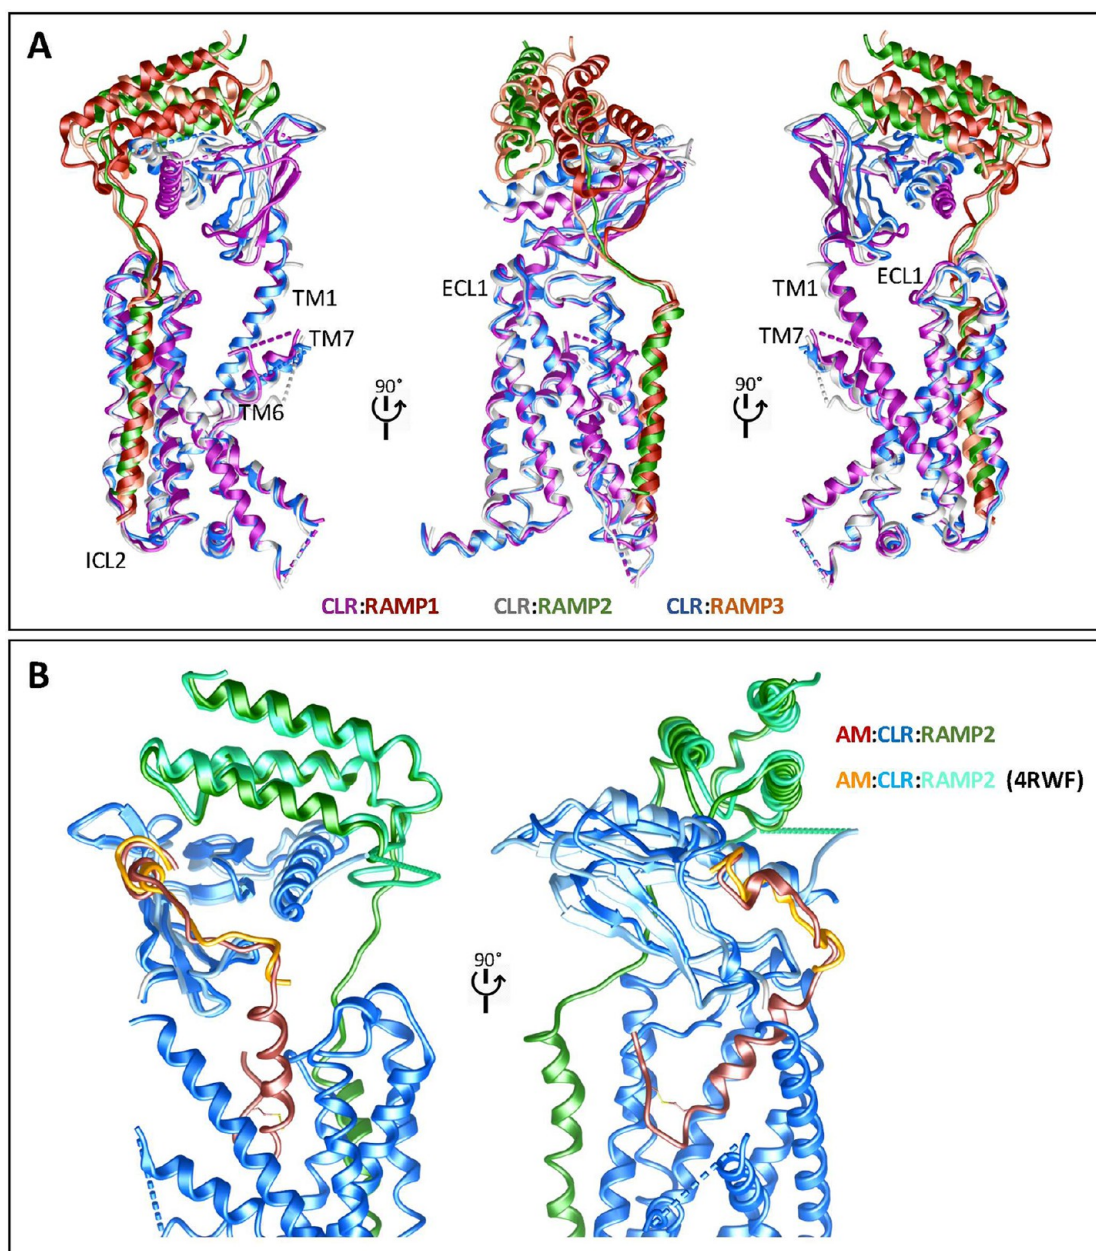 A
TM1
TM7
TM6
ICL2
90°
ECL1
90°
TM1
ECL1
TM7
CLR:RAMP1 CLR:RAMP2 CLR:RAMP3
B
AM:CLR:RAMP2
AM:CLR:RAMP2 (4RWF)
90°